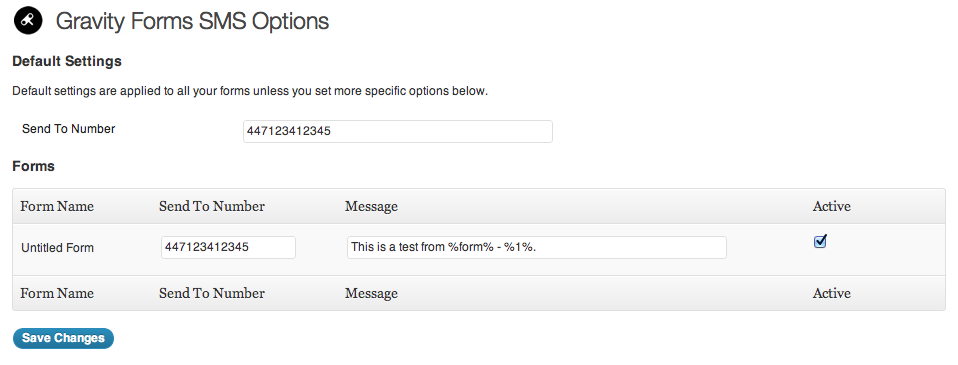 Gravity Forms SMS Options
Default Settings
Default settings are applied to all your forms unless you set more specific options below.
Send To Number 447123412345
Forms
Form Name Send To Number Message Active
Untitled Form 447123412345 This is a test from %form% - %1%.
Form Name Send To Number Message Active
Save Changes